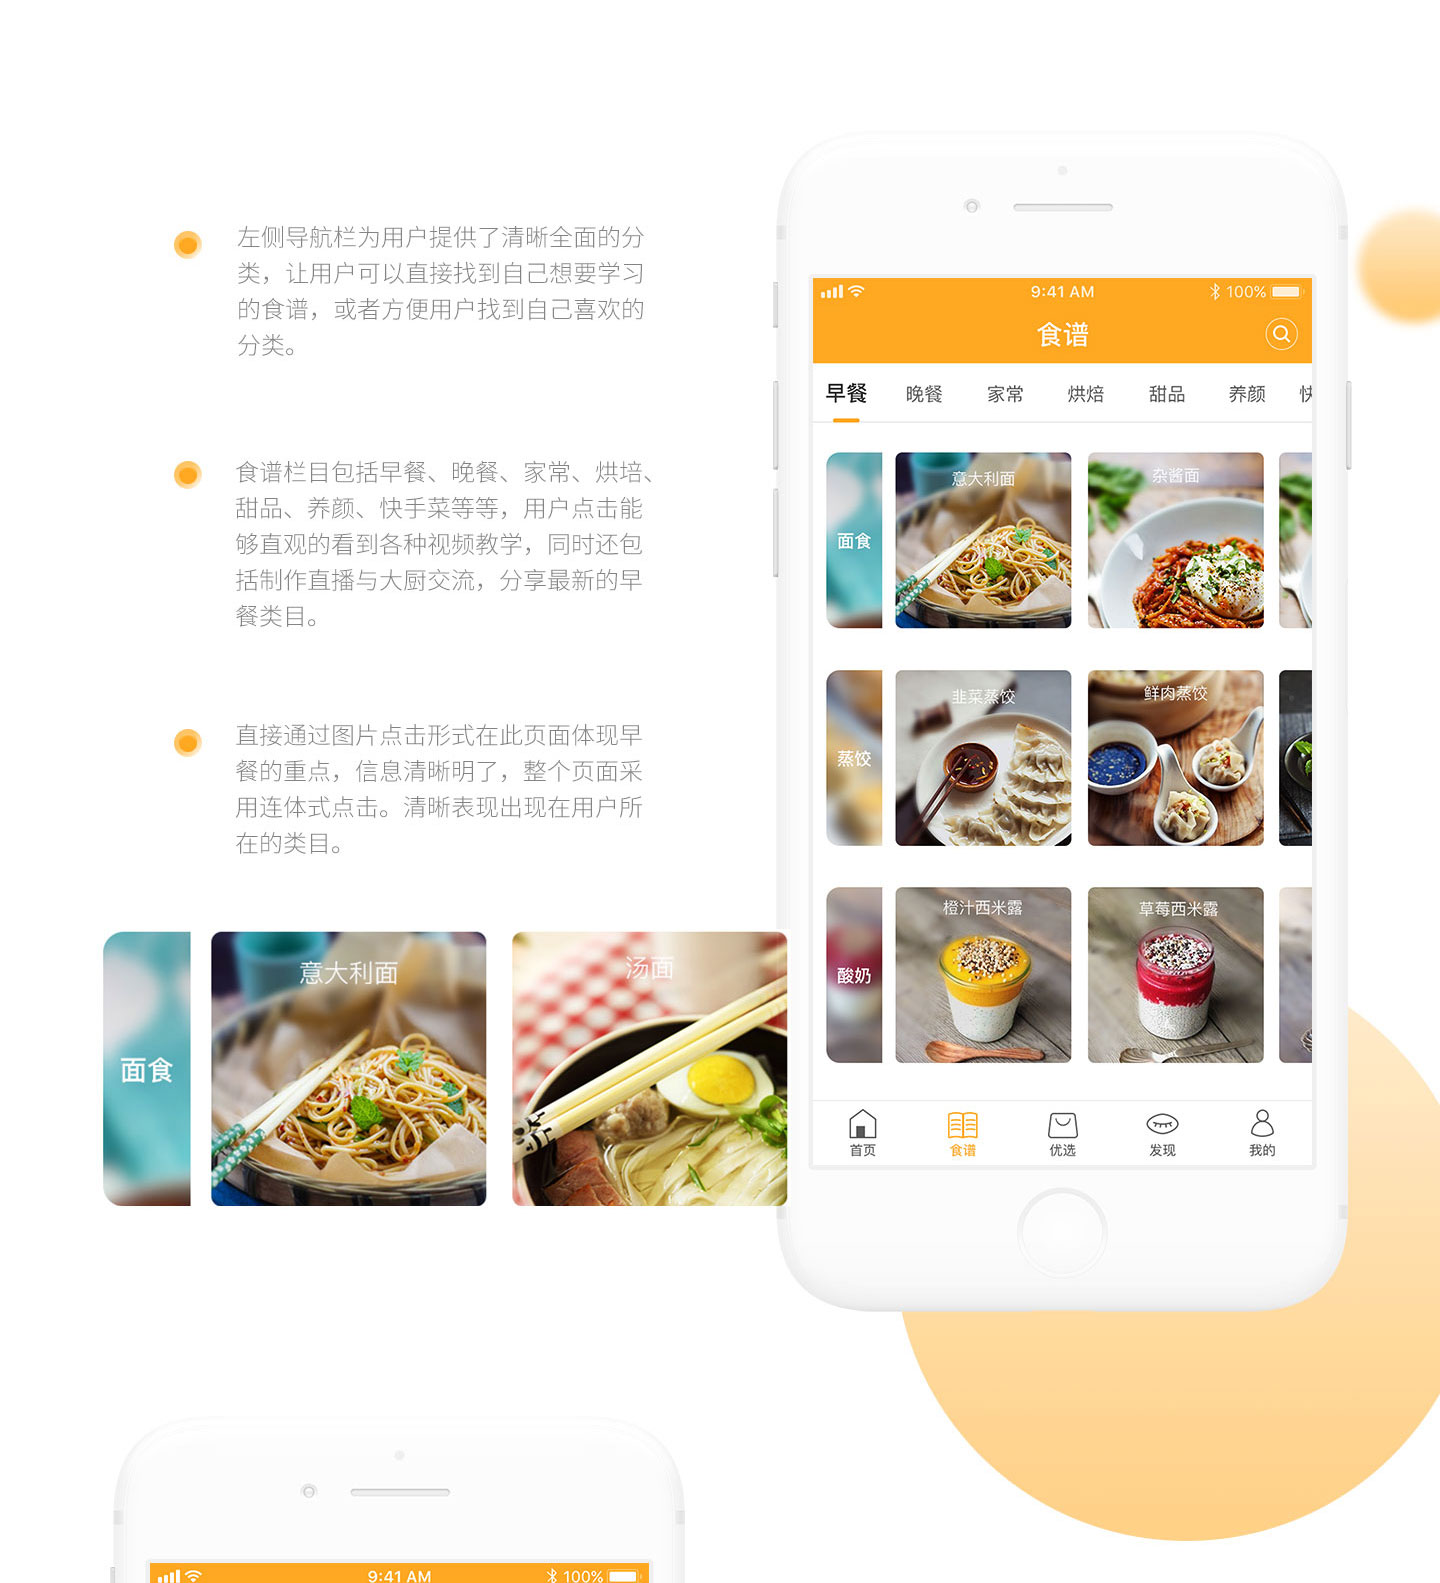 左侧导航栏为用户提供了清晰全面的分
类，让用户可以直接找到自己想要学习
的食谱，或者方便用户找到自己喜欢的
分类。
食谱栏目包括早餐、晚餐、家常、烘培、
甜品、养颜、快手菜等等，用户点击能
够直观的看到各种视频教学，同时还包
括制作直播与大厨交流，分享最新的早
餐类目。
直接通过图片点击形式在此页面体现早
餐的重点，信息清晰明了，整个页面采
用连体式点击。清晰表现出现在用户所
在的类目。
面食
意大利面
汤面
9:41 AM
100%
食谱
早餐 晚餐 家常 烘焙 甜品 养颜 快
面食
意大利面
杂酱面
蒸饺
韭菜蒸饺
鲜肉蒸饺
酸奶
橙汁西米露
草莓西米露
首页 食谱 优选 发现 我的
9:41 AM
100%